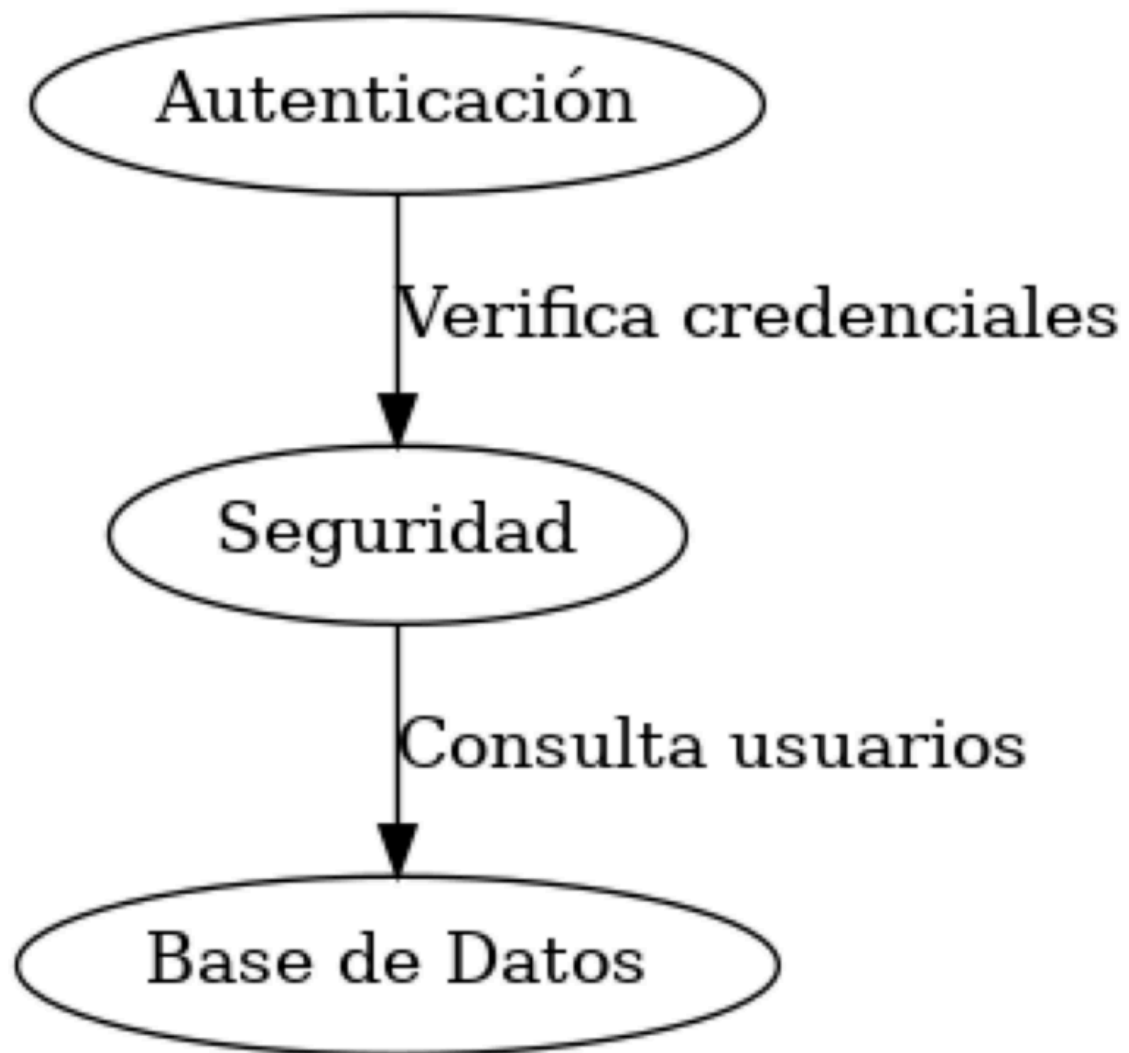 Autenticación
Verifica credenciales
Seguridad
Consulta usuarios
Base de Datos